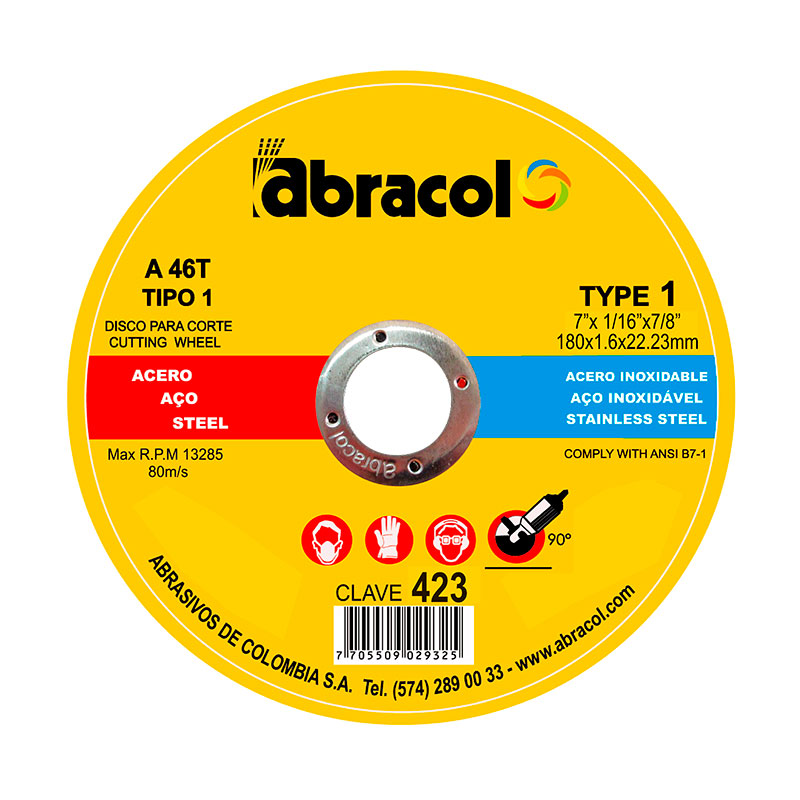 abracol
A 46T
TIPO 1
DISCO PARA CORTE
CUTTING WHEEL
TYPE 1
7”x 1/16”x7/8”
180x1.6x22.23mm
ACERO
AÇO
STEEL
ACERO INOXIDABLE
AÇO INOXIDÁVEL
STAINLESS STEEL
Max R.P.M 13285
80m/s
COMPLY WITH ANSI B7-1
abracol
90º
CLAVE 423
7 705509 029325
ABRASIVOS DE COLOMBIA S.A. Tel. (574) 289 00 33 - www.abracol.com